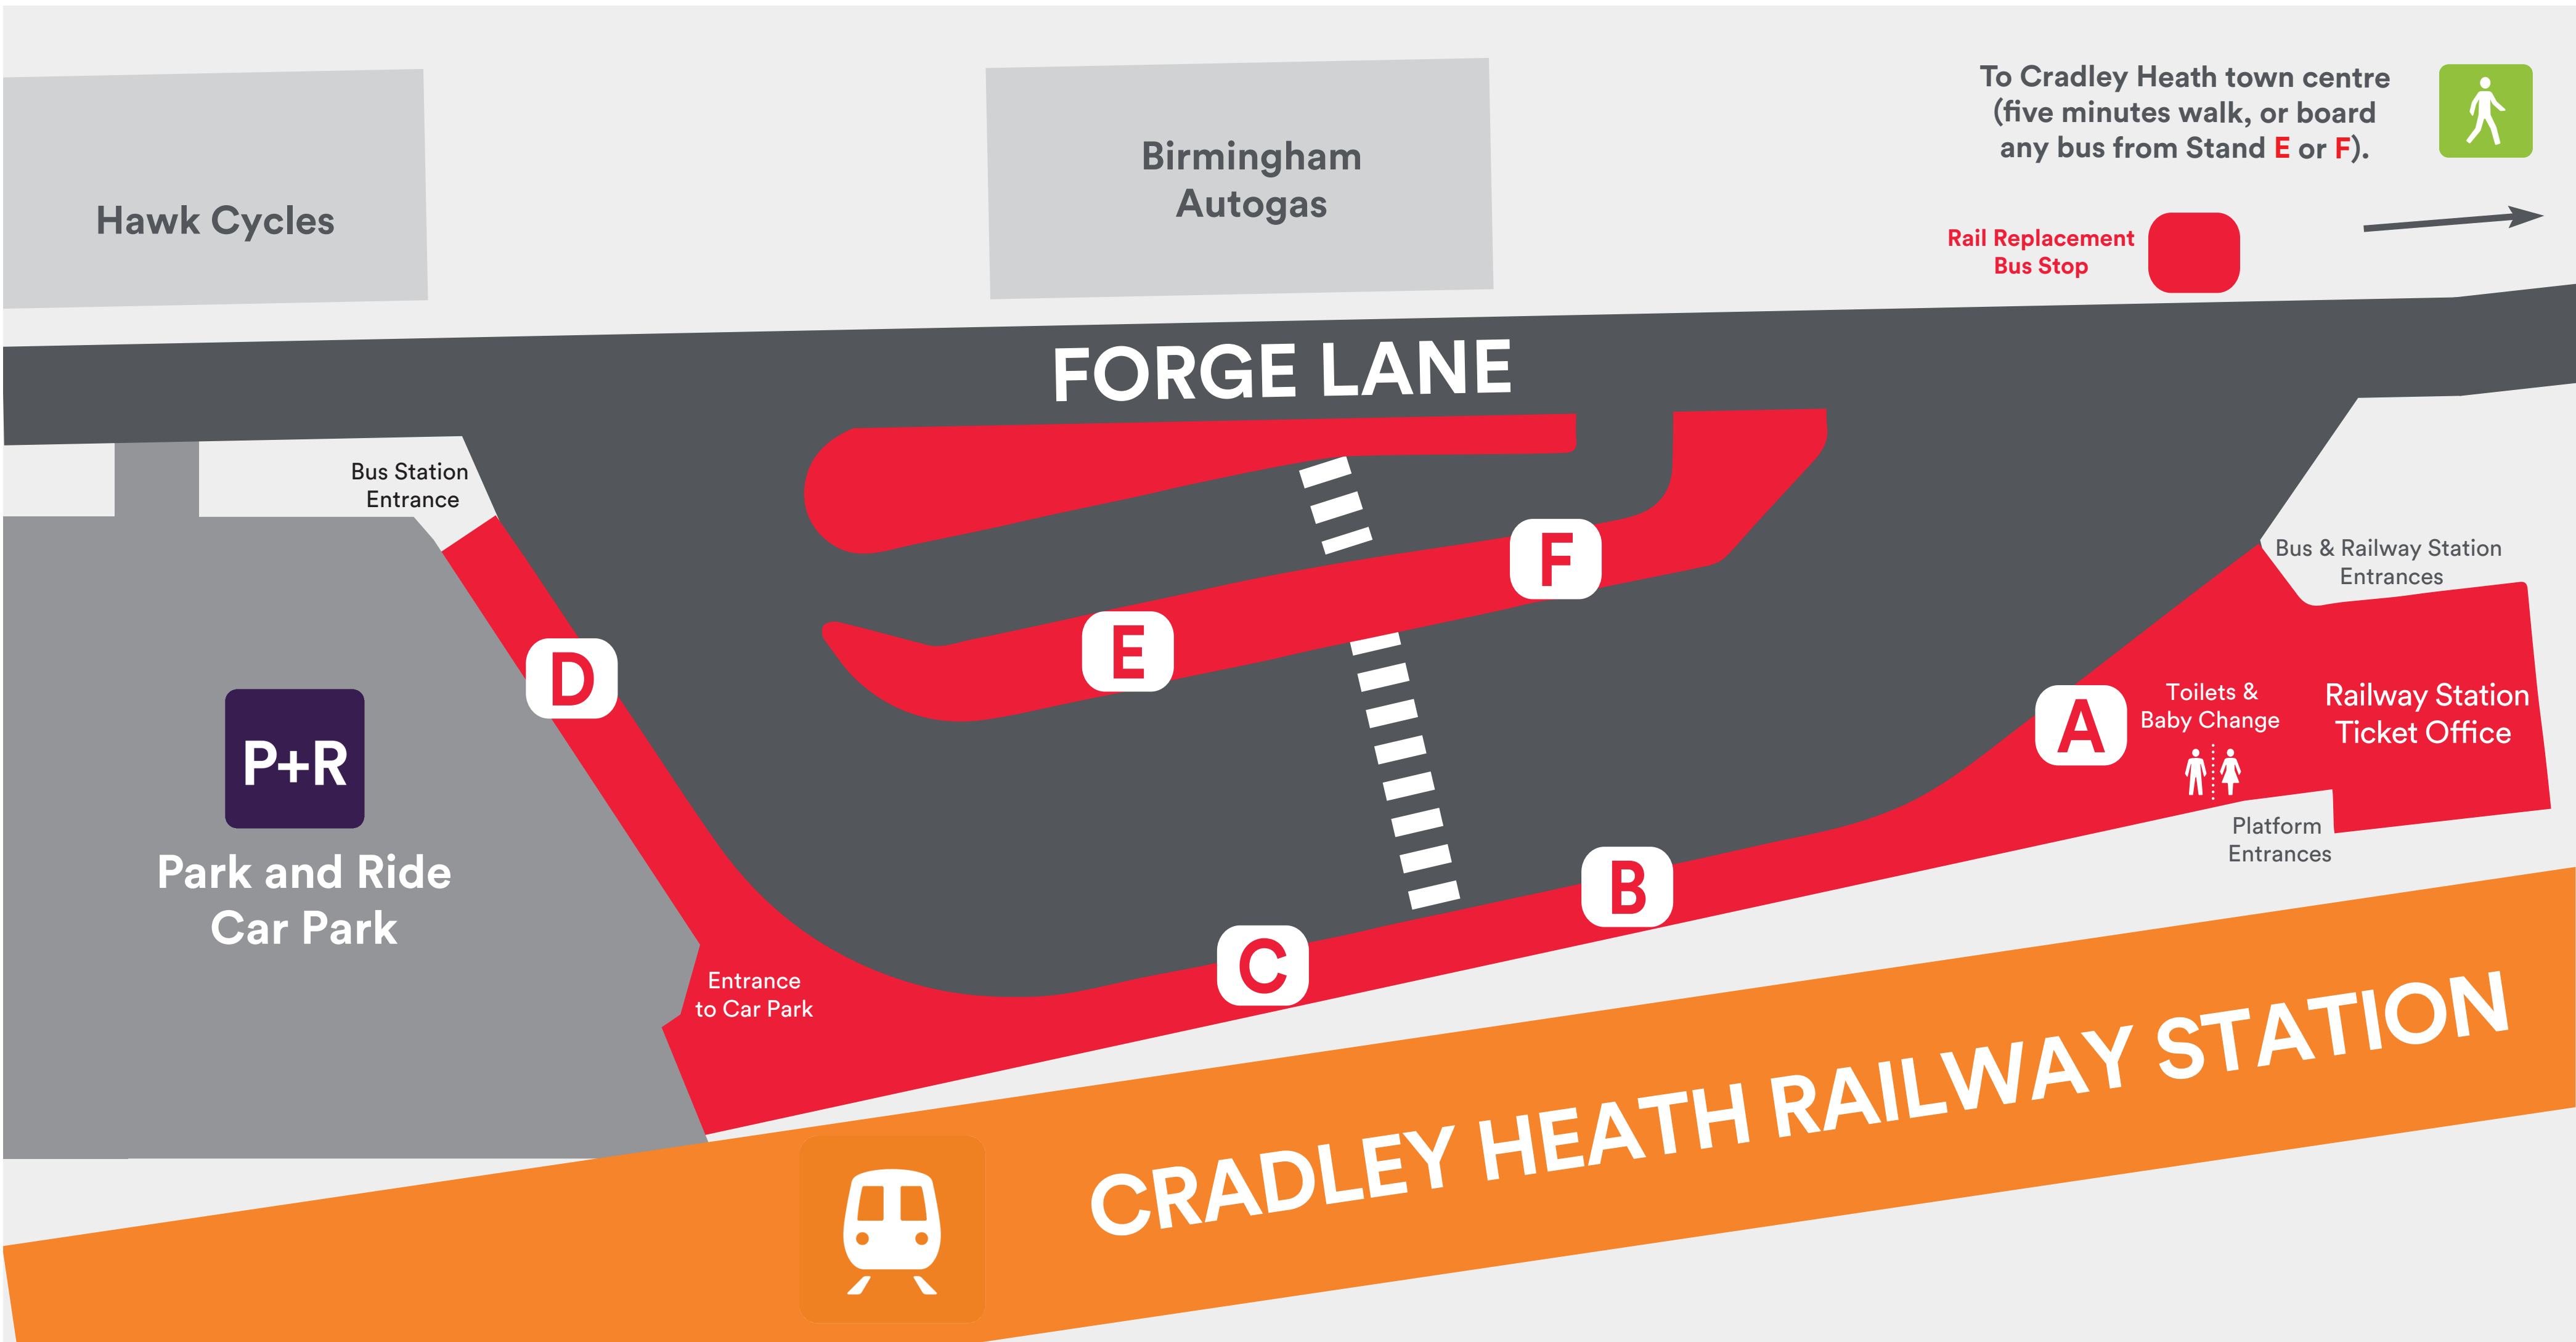 To Cradley Heath town centre
(five minutes walk, or board
any bus from Stand E or F).
Hawk Cycles
Birmingham
Autogas
Rail Replacement
Bus Stop
FORGE LANE
Bus Station
Entrance
F
Bus & Railway Station
Entrances
E
D
A
Toilets &
Baby Change
Railway Station
Ticket Office
P+R
Park and Ride
Car Park
B
Platform
Entrances
C
Entrance
to Car Park
CRADLEY HEATH RAILWAY STATION